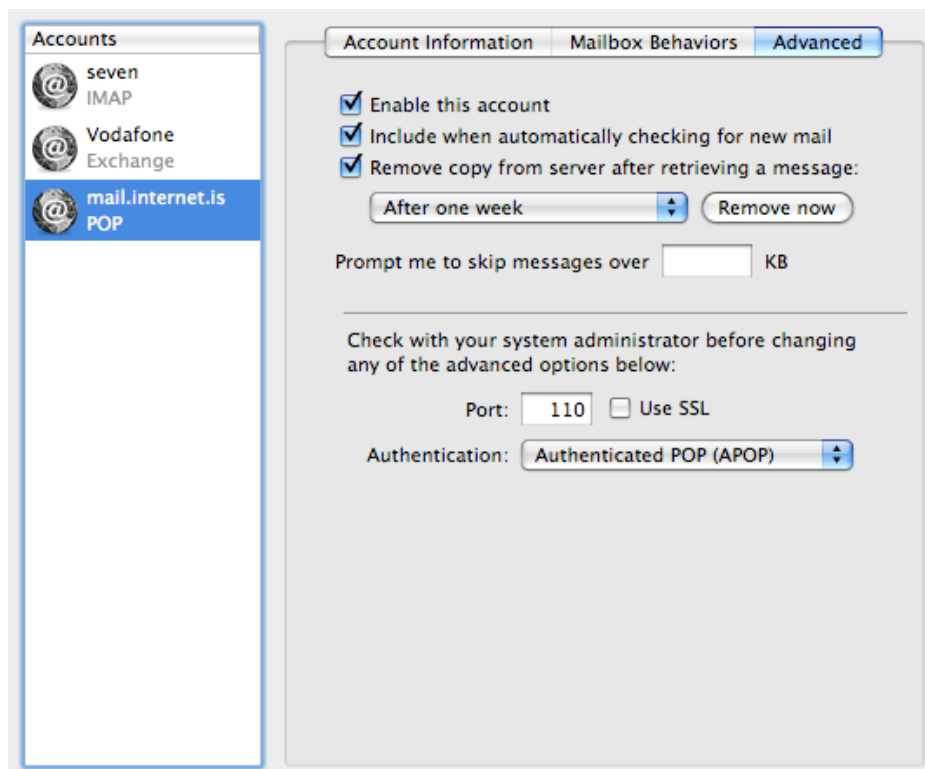 Accounts
seven
IMAP
Vodafone
Exchange
mail.internet.is
POP
Account Information Mailbox Behaviors Advanced
Enable this account
Include when automatically checking for new mail
Remove copy from server after retrieving a message:
After one week Remove now
Prompt me to skip messages over KB
Check with your system administrator before changing
any of the advanced options below:
Port: 110 Use SSL
Authentication: Authenticated POP (APOP)